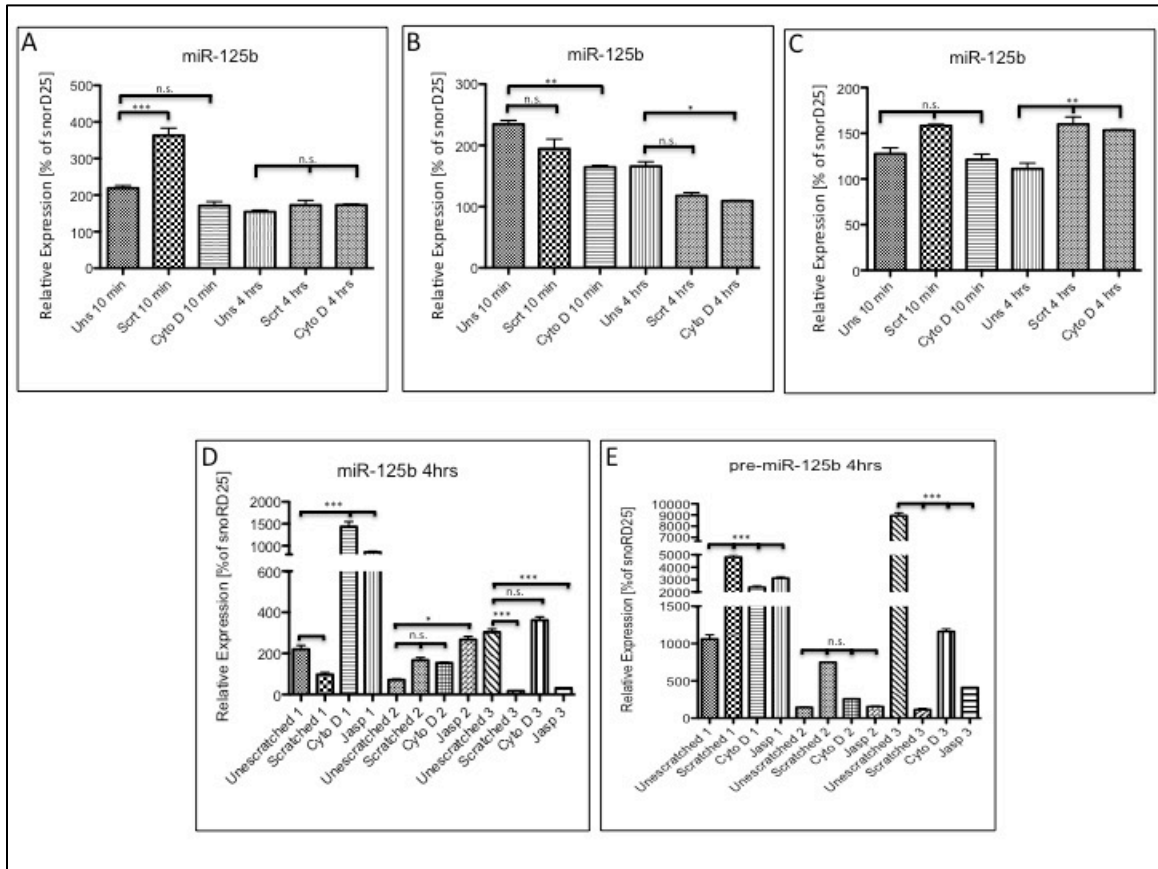 A
miR-125b
Relative Expression [% of snorD25]
500
400
300
200
100
0
n.s.
***
n.s.
Uns 10 min
Scrt 10 min
Cyto D 10 min
Uns 4 hrs
Scrt 4 hrs
Cyto D 4 hrs
B
miR-125b
Relative Expression [% of snorD25]
300
200
100
0
**
n.s.
*
n.s.
Uns 10 min
Scrt 10 min
Cyto D 10 min
Uns 4 hrs
Scrt 4 hrs
Cyto D 4 hrs
C
miR-125b
Relative Expression [% of snorD25]
200
150
100
50
0
n.s.
**
Uns 10 min
Scrt 10 min
Cyto D 10 min
Uns 4 hrs
Scrt 4 hrs
Cyto D 4 hrs
D
miR-125b 4hrs
Relative Expression [%of snoRD25]
2000
1500
1000
600
400
200
0
***
*
n.s.
***
n.s.
***
Unescratched 1
Scratched 1
Cyto D 1
Jasp 1
Unescratched 2
Scratched 2
Cyto D 2
Jasp 2
Unescratched 3
Scratched 3
Cyto D 3
Jasp 3
E
pre-miR-125b 4hrs
Relative Expression [%of snoRD25]
10000
9000
8000
7000
6000
5000
4000
3000
2000
1500
1000
500
0
***
n.s.
***
Unescratched 1
Scratched 1
Cyto D 1
Jasp 1
Unescratched 2
Scratched 2
Cyto D 2
Jasp 2
Unescratched 3
Scratched 3
Cyto D 3
Jasp 3